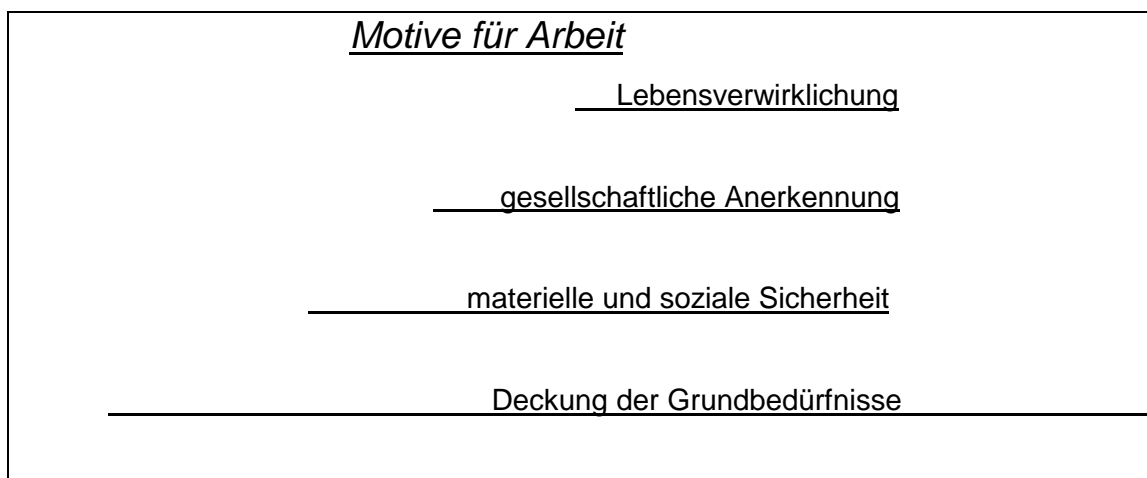 Motive für Arbeit
Lebensverwirklichung
gesellschaftliche Anerkennung
materielle und soziale Sicherheit
Deckung der Grundbedürfnisse